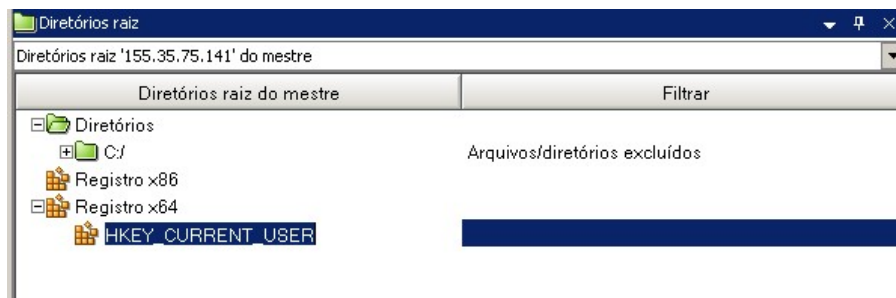 Diretórios raiz
Diretórios raiz '155.35.75.141' do mestre
Diretórios raiz do mestre Filtrar
Diretórios
C:/ Arquivos/diretórios excluídos
Registro x86
Registro x64
HKEY_CURRENT_USER